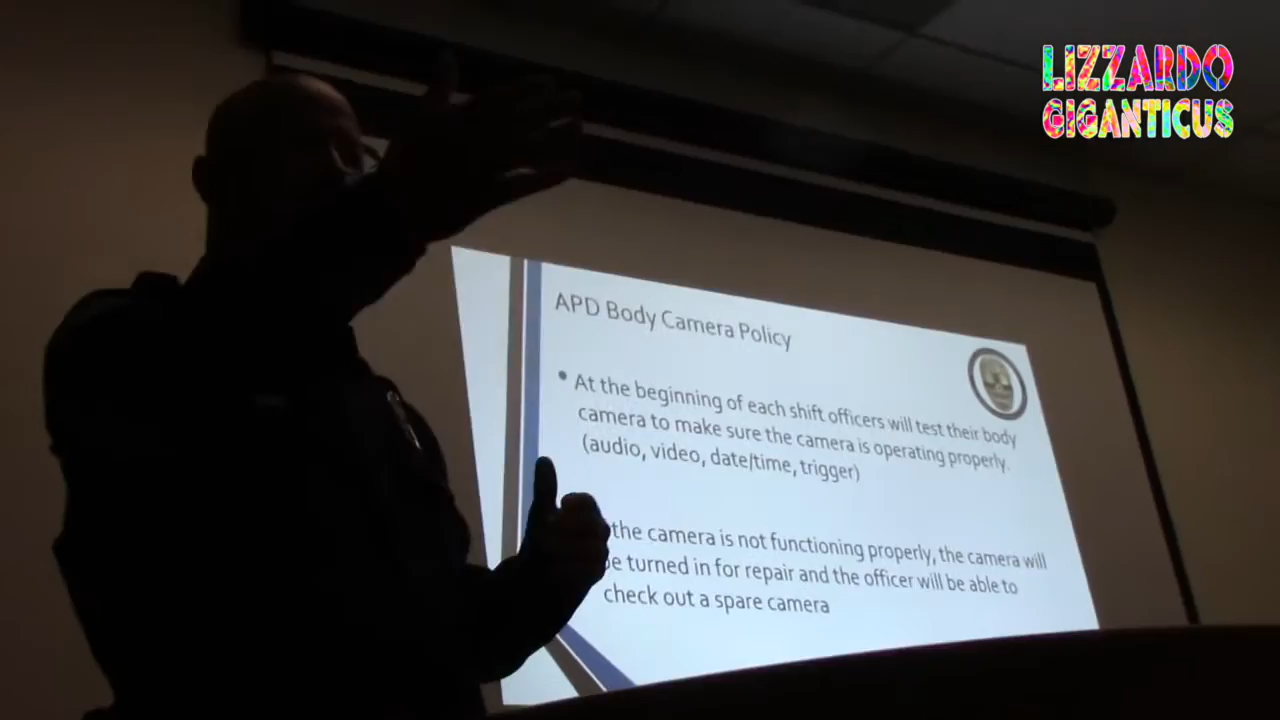 LIZZARDO
GIGANTICUS
APD Body Camera Policy
• At the beginning of each shift officers will test their body
camera to make sure the camera is operating properly.
(audio, video, date/time, trigger)
the camera is not functioning properly, the camera will
be turned in for repair and the officer will be able to
check out a spare camera